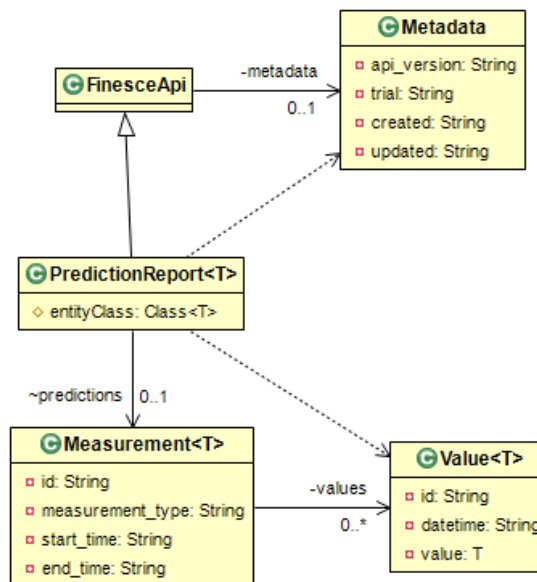 C Metadata
api_version: String
trial: String
created: String
updated: String
C FinesceApi
-metadata
0..1
C PredictionReport<T>
entityClass: Class<T>
~predictions
0..1
C Measurement<T>
id: String
measurement_type: String
start_time: String
end_time: String
-values
0..*
C Value<T>
id: String
datetime: String
value: T